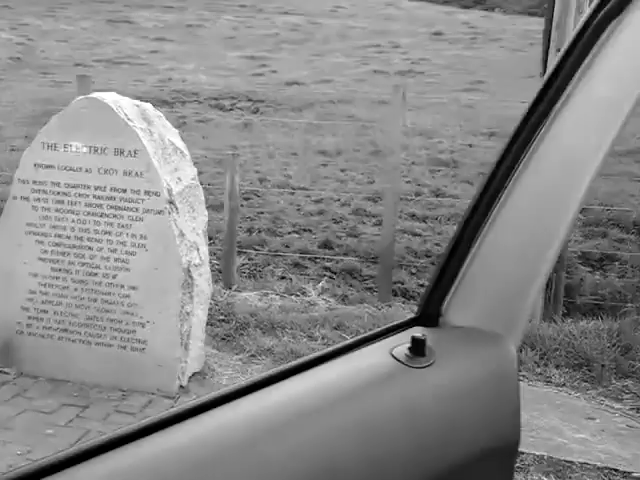 THE ELECTRIC BRAE
KNOWN LOCALLY AS 'CROY BRAE'
THIS RUNS THE QUARTER MILE FROM THE BEND
OVERLOOKING CROY RAILWAY VIADUCT
IN THE WEST (286 FEET ABOVE ORDNANCE DATUM)
TO THE WOODED CRAIGENCROY GLEN
(303 FEET A.O.D.) TO THE EAST
WHILST THERE IS THIS SLOPE OF 1 IN 86
UPWARDS FROM THE BEND TO THE GLEN,
THE CONFIGURATION OF THE LAND
ON EITHER SIDE OF THE ROAD
PROVIDES AN OPTICAL ILLUSION
MAKING IT LOOK AS IF
THE SLOPE IS GOING THE OTHER WAY
THEREFORE, A STATIONARY CAR
ON THE ROAD WITH THE BRAKES OFF
WILL APPEAR TO MOVE SLOWLY UPHILL
THE TERM 'ELECTRIC' DATES FROM A TIME
WHEN IT WAS INCORRECTLY THOUGHT
TO BE A PHENOMENON CAUSED BY ELECTRIC
OR MAGNETIC ATTRACTION WITHIN THE BRAE